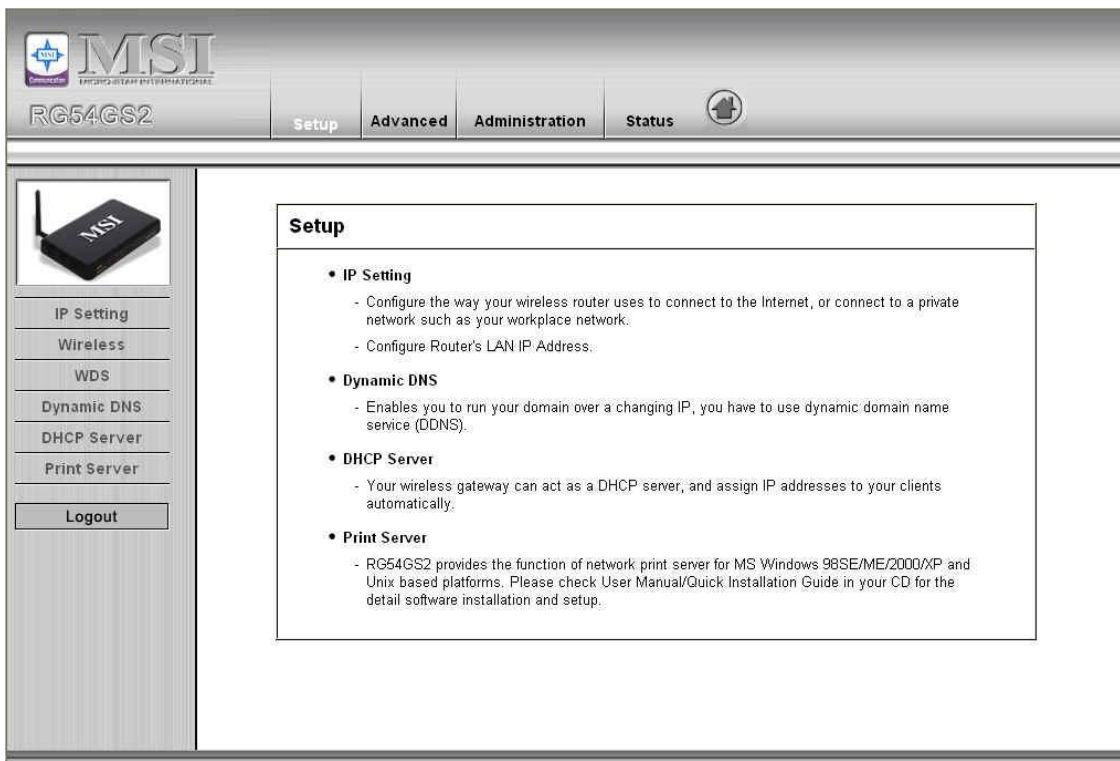 MSI
Communication
MSI
MICRO-STAR INTERNATIONAL
RG54GS2
Setup
Advanced
Administration
Status
MSI
IP Setting
Wireless
WDS
Dynamic DNS
DHCP Server
Print Server
Logout
Setup
• IP Setting
- Configure the way your wireless router uses to connect to the Internet, or connect to a private
network such as your workplace network.
- Configure Router's LAN IP Address.
• Dynamic DNS
- Enables you to run your domain over a changing IP, you have to use dynamic domain name
service (DDNS).
• DHCP Server
- Your wireless gateway can act as a DHCP server, and assign IP addresses to your clients
automatically.
• Print Server
- RG54GS2 provides the function of network print server for MS Windows 98SE/ME/2000/XP and
Unix based platforms. Please check User Manual/Quick Installation Guide in your CD for the
detail software installation and setup.